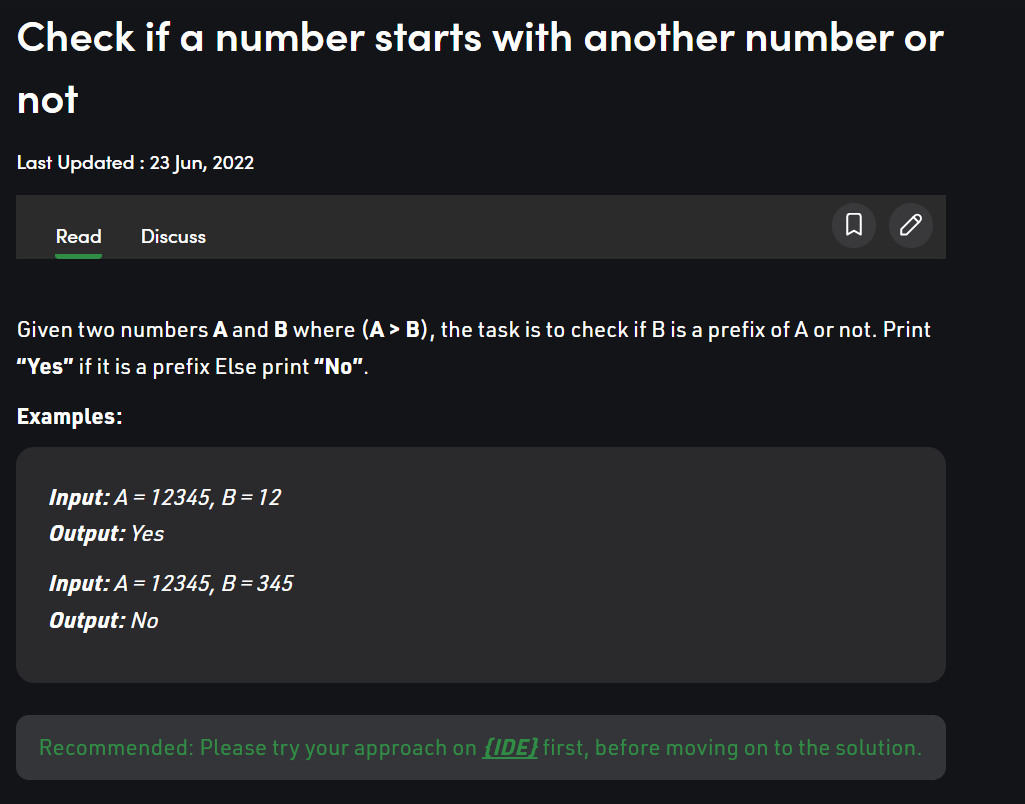 Check if a number starts with another number or
not
Last Updated : 23 Jun, 2022
Read Discuss
Given two numbers A and B where (A > B), the task is to check if B is a prefix of A or not. Print
“Yes” if it is a prefix Else print “No”.
Examples:
Input: A = 12345, B = 12
Output: Yes
Input: A = 12345, B = 345
Output: No
Recommended: Please try your approach on {IDE} first, before moving on to the solution.